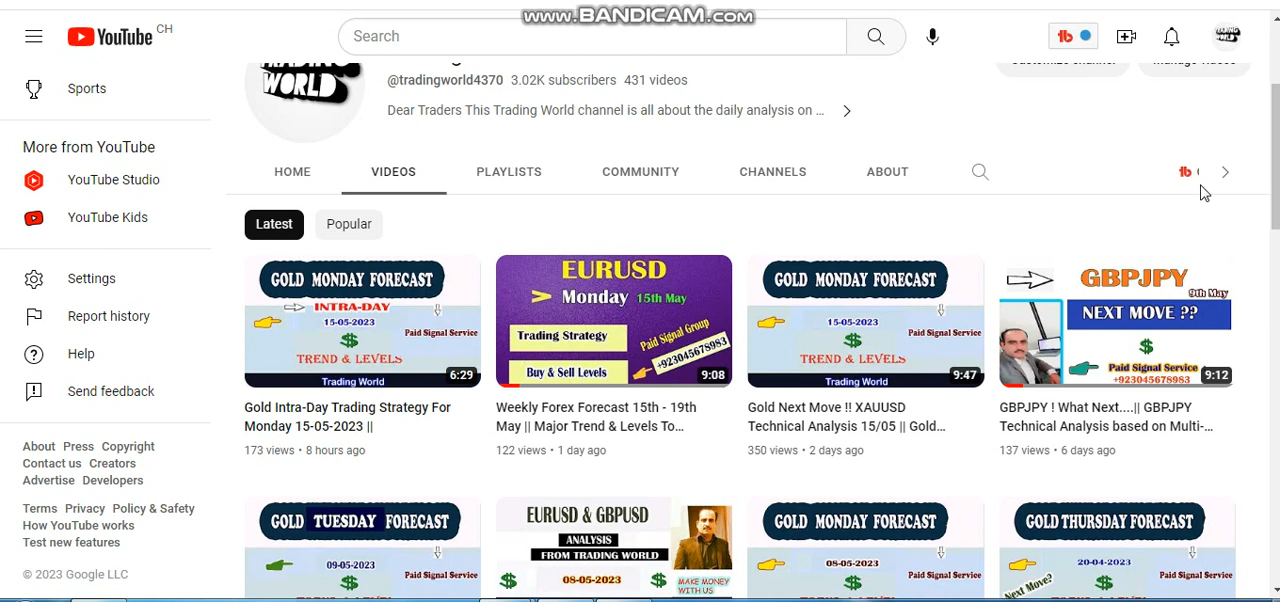 www.BANDICAM.com
YouTube CH
Search
Sports
More from YouTube
YouTube Studio
YouTube Kids
Settings
Report history
Help
Send feedback
About Press Copyright
Contact us Creators
Advertise Developers
Terms Privacy Policy & Safety
How YouTube works
Test new features
© 2023 Google LLC
WORLD
@tradingworld4370 3.02K subscribers 431 videos
Dear Traders This Trading World channel is all about the daily analysis on ...
HOME VIDEOS PLAYLISTS COMMUNITY CHANNELS ABOUT
Latest Popular
GOLD MONDAY FORECAST
INTRA-DAY
15-05-2023
Paid Signal Service
$
TREND & LEVELS
Trading World
6:29
Gold Intra-Day Trading Strategy For
Monday 15-05-2023 ||
173 views • 8 hours ago
EURUSD
Monday 15th May
Trading Strategy
Paid Signal Group
+923045678983
Buy & Sell Levels
9:08
Weekly Forex Forecast 15th - 19th
May || Major Trend & Levels To...
122 views • 1 day ago
GOLD MONDAY FORECAST
15-05-2023
Paid Signal Service
$
TREND & LEVELS
Trading World
9:47
Gold Next Move !! XAUUSD
Technical Analysis 15/05 || Gold...
350 views • 2 days ago
GBPJPY
9th May
NEXT MOVE ??
$
Paid Signal Service
+923045678983
9:12
GBPJPY ! What Next....|| GBPJPY
Technical Analysis based on Multi-...
137 views • 6 days ago
GOLD TUESDAY FORECAST
09-05-2023
Paid Signal Service
$
EURUSD & GBPUSD
ANALYSIS
FROM TRADING WORLD
$ 08-05-2023 $
MAKE MONEY
WITH US
GOLD MONDAY FORECAST
08-05-2023
Paid Signal Service
$
GOLD THURSDAY FORECAST
20-04-2023
Paid Signal Service
Next Move?
$